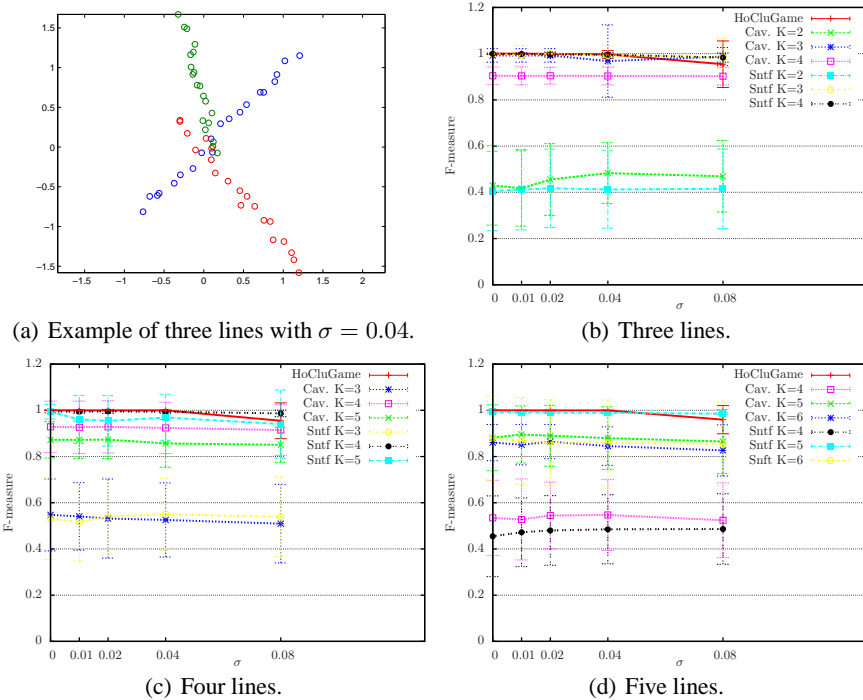 1.5
1
0.5
0
−0.5
−1
−1.5
−1.5
−1
−0.5
0
0.5
1
1.5
2
(a) Example of three lines with σ = 0.04.
1.2
1
0.8
0.6
0.4
0.2
0
F-measure
0
0.01
0.02
0.04
0.08
σ
HoCluGame
Cav. K=2
Cav. K=3
Cav. K=4
Sntf K=2
Sntf K=3
Sntf K=4
(b) Three lines.
1.2
1
0.8
0.6
0.4
0.2
0
F-measure
0
0.01
0.02
0.04
0.08
σ
HoCluGame
Cav. K=3
Cav. K=4
Cav. K=5
Sntf K=3
Sntf K=4
Sntf K=5
(c) Four lines.
1.2
1
0.8
0.6
0.4
0.2
0
F-measure
0
0.01
0.02
0.04
0.08
σ
HoCluGame
Cav. K=4
Cav. K=5
Cav. K=6
Sntf K=4
Sntf K=5
Snft K=6
(d) Five lines.